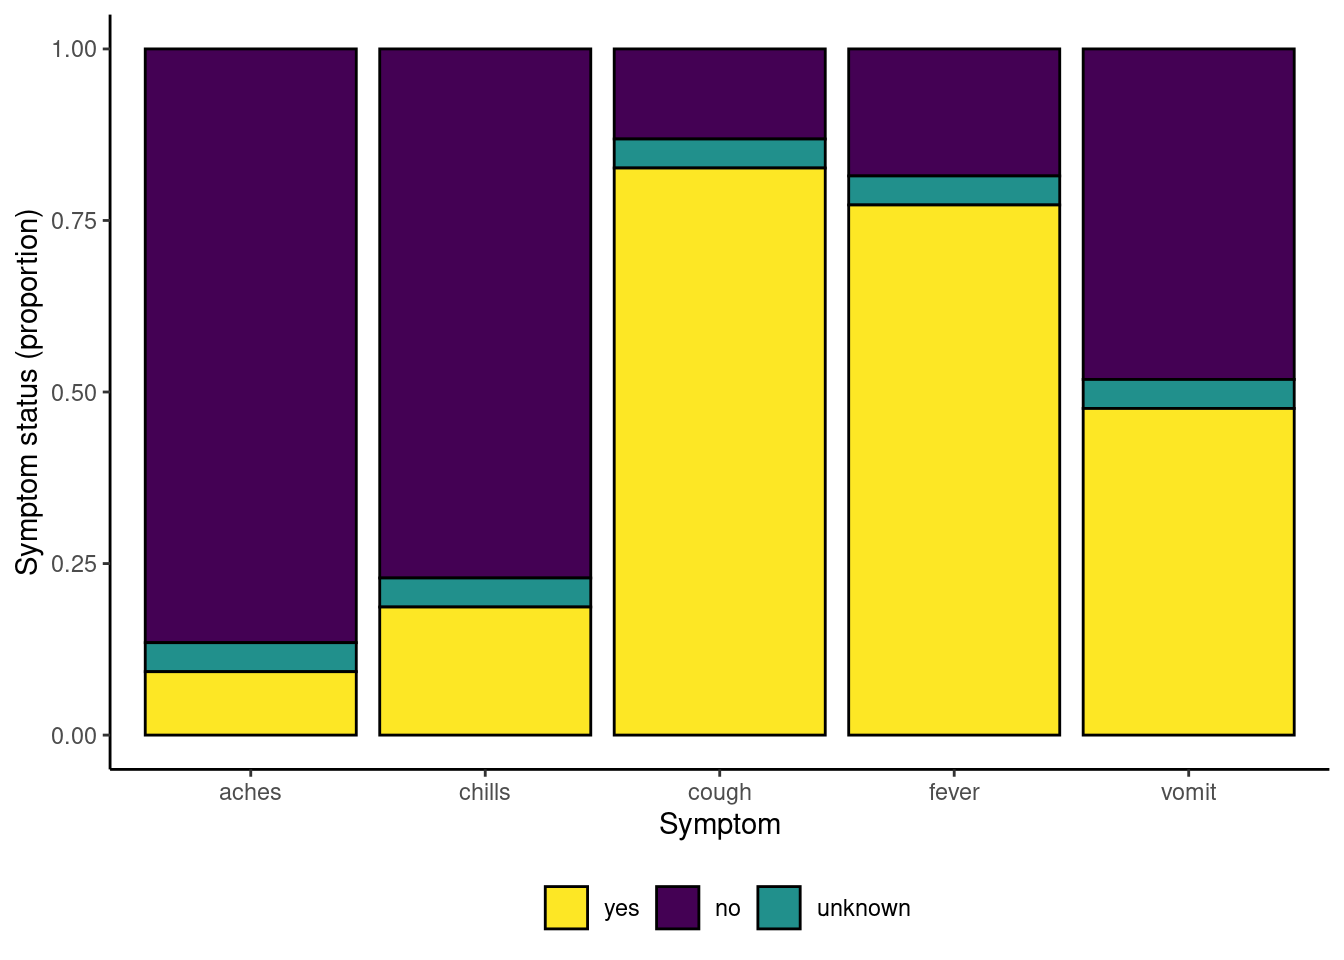 Symptom status (proportion)
1.00
0.75
0.50
0.25
0.00
aches chills cough fever vomit
Symptom
yes no unknown